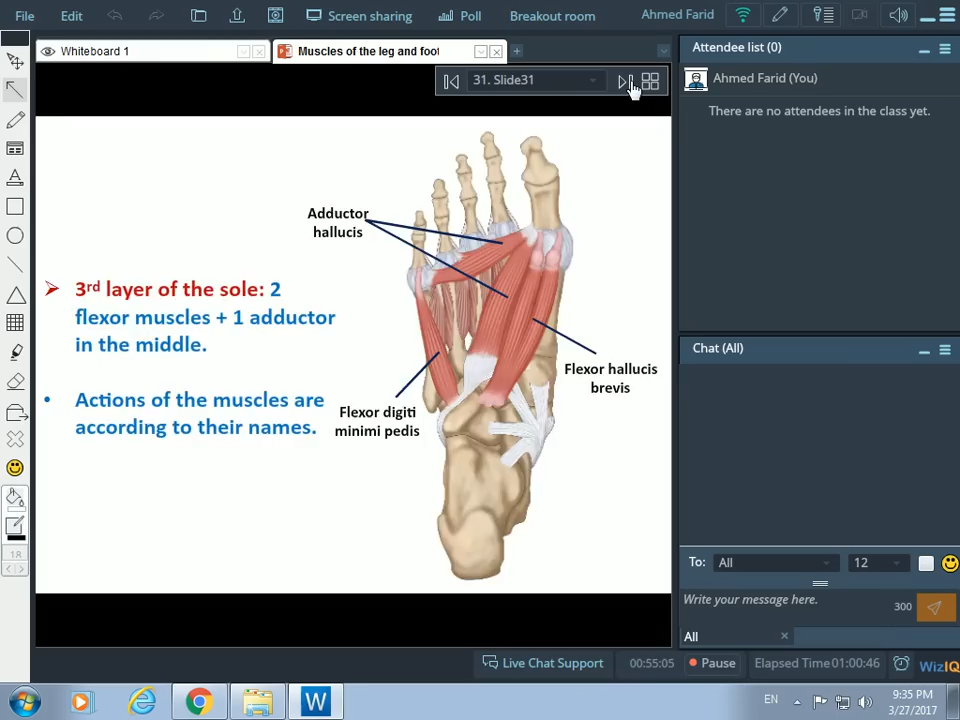 File Edit Screen sharing Poll Breakout room Ahmed Farid
Whiteboard 1 Muscles of the leg and foot
31. Slide31
Attendee list (0)
Ahmed Farid (You)
There are no attendees in the class yet.
Adductor
hallucis
➢ 3rd layer of the sole: 2
flexor muscles + 1 adductor
in the middle.
Flexor hallucis
brevis
• Actions of the muscles are
according to their names.
Flexor digiti
minimi pedis
Chat (All)
To: All 12
Write your message here. 300
All
18
Live Chat Support 00:55:05 Pause Elapsed Time 01:00:46 WizIQ
EN 9:35 PM
3/27/2017